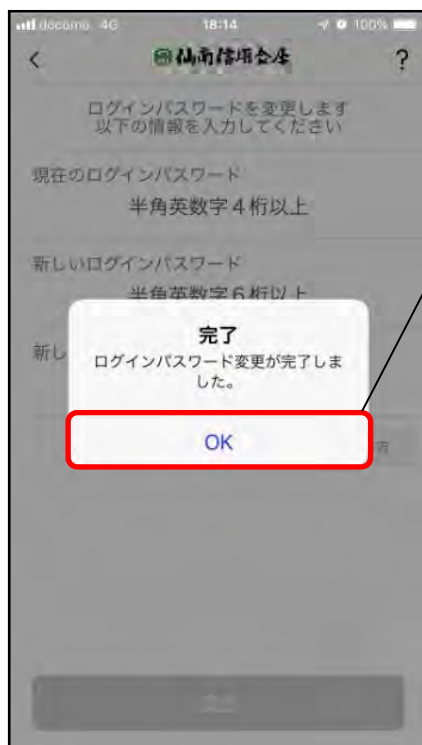 docomo 4G 18:14 100%
< 仙南信用金庫 ?
ログインパスワードを変更します
以下の情報を入力してください
現在のログインパスワード
半角英数字4桁以上
新しいログインパスワード
半角英数字6桁以上
新し
完了
ログインパスワード変更が完了しま
した。
OK